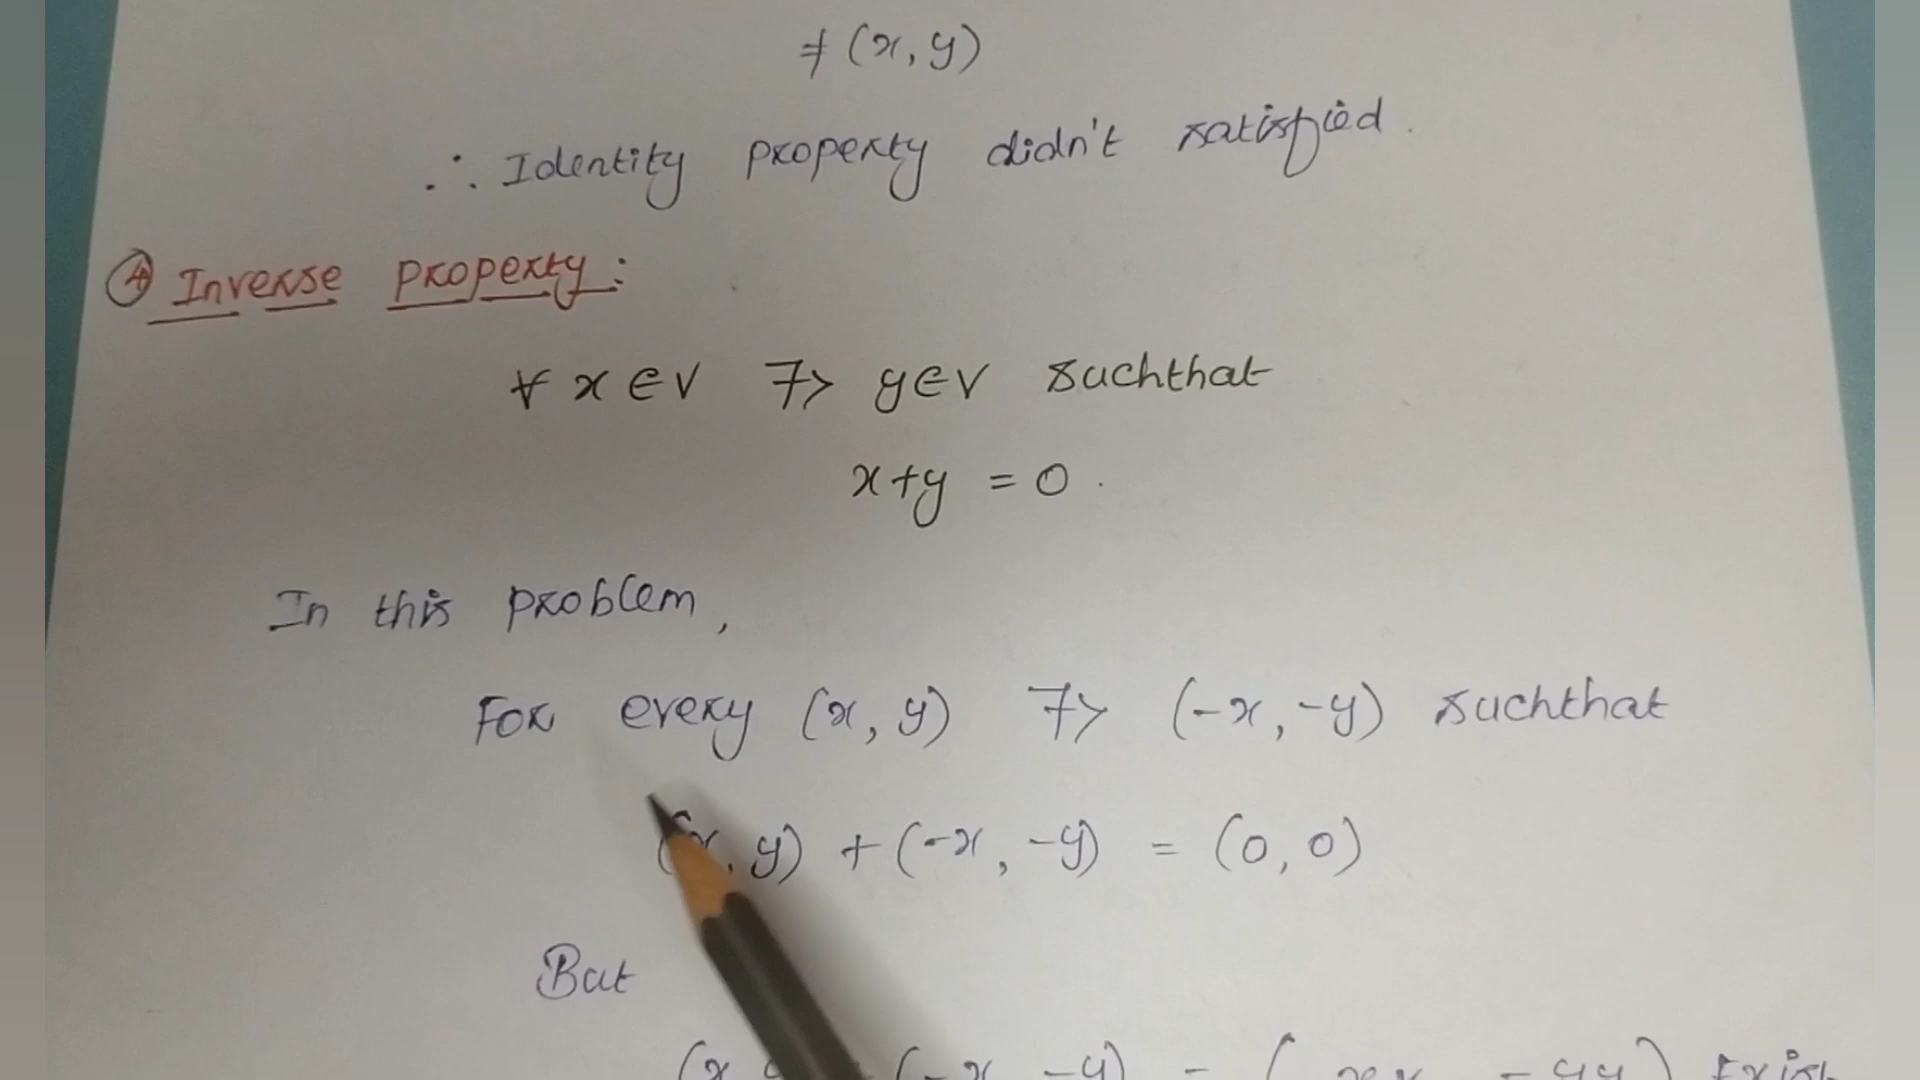 ≠ (x, y)
∴ Identity property didn't satisfied.
④ Inverse property:
∀ x ∈ V ∃> y ∈ V suchthat
x+y = 0.
In this problem,
For every (x, y) ∃> (-x, -y) suchthat
(x, y) + (-x, -y) = (0, 0)
But